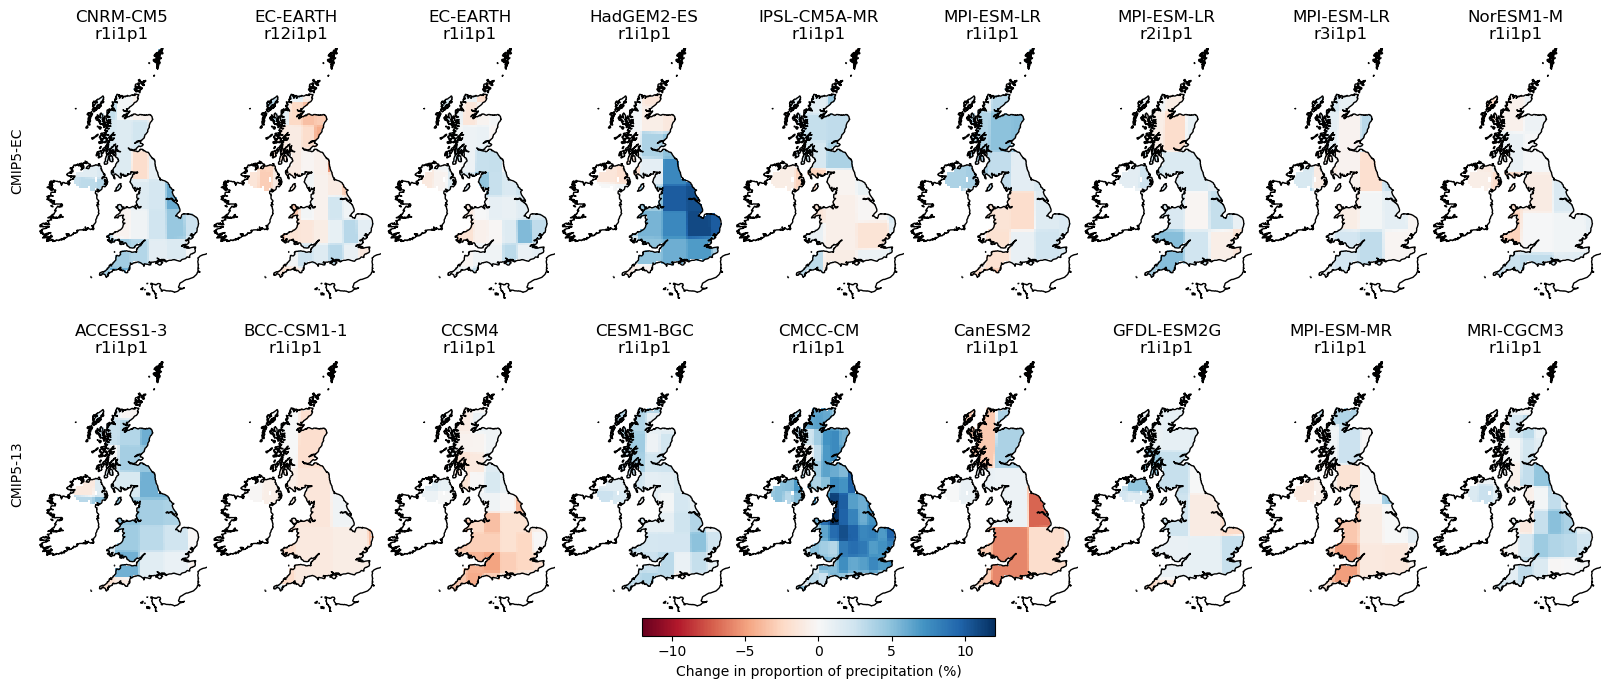 CNRM-CM5 EC-EARTH EC-EARTH HadGEM2-ES IPSL-CM5A-MR MPI-ESM-LR MPI-ESM-LR MPI-ESM-LR NorESM1-M
r1i1p1 r12i1p1 r1i1p1 r1i1p1 r1i1p1 r1i1p1 r2i1p1 r3i1p1 r1i1p1
CMIP5-EC
ACCESS1-3 BCC-CSM1-1 CCSM4 CESM1-BGC CMCC-CM CanESM2 GFDL-ESM2G MPI-ESM-MR MRI-CGCM3
r1i1p1 r1i1p1 r1i1p1 r1i1p1 r1i1p1 r1i1p1 r1i1p1 r1i1p1 r1i1p1
CMIP5-13
−10 −5 0 5 10
Change in proportion of precipitation (%)